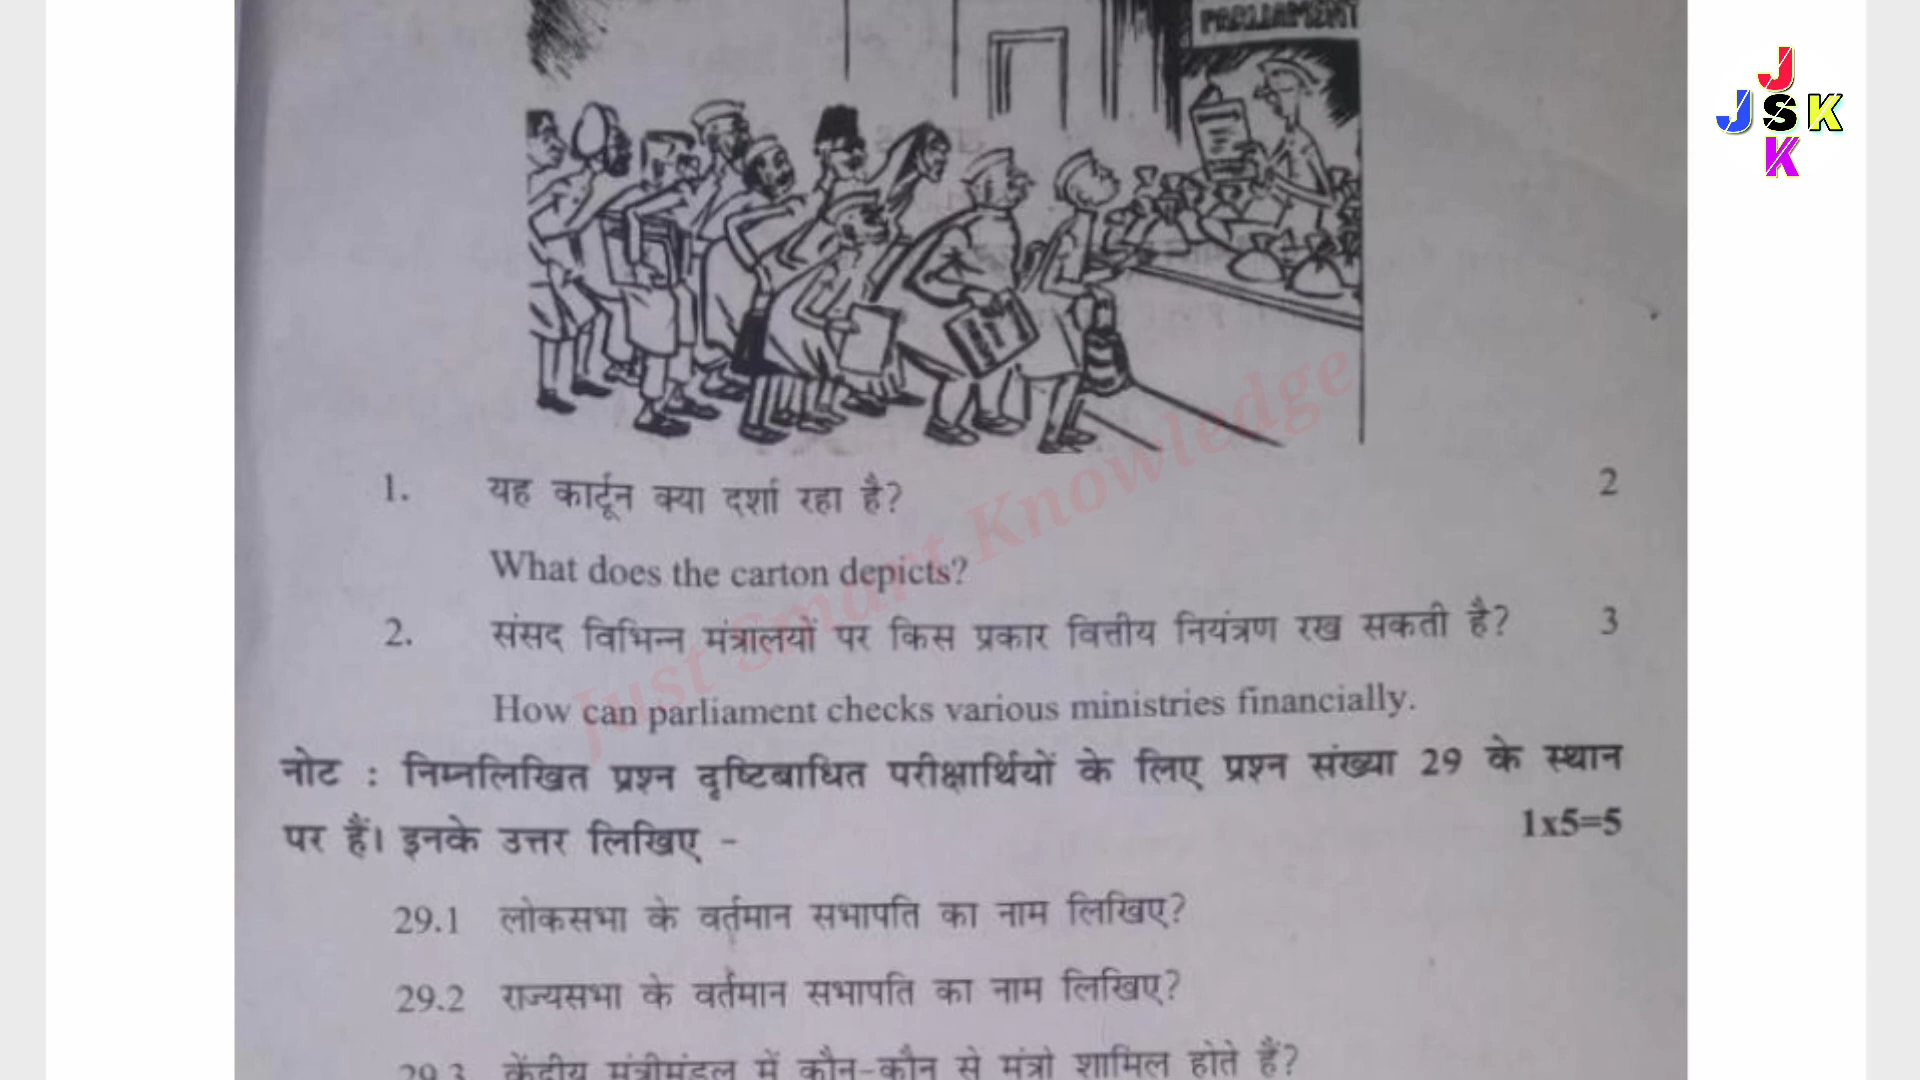 PARLIAMENT
J
J S K
K
1. यह कार्टून क्या दर्शा रहा है? 2
What does the carton depicts?
2. संसद विभिन्न मंत्रालयों पर किस प्रकार वित्तीय नियंत्रण रख सकती है? 3
How can parliament checks various ministries financially.
Just Smart Knowledge
नोट : निम्नलिखित प्रश्न दृष्टिबाधित परीक्षार्थियों के लिए प्रश्न संख्या 29 के स्थान
पर हैं। इनके उत्तर लिखिए - 1x5=5
29.1 लोकसभा के वर्तमान सभापति का नाम लिखिए?
29.2 राज्यसभा के वर्तमान सभापति का नाम लिखिए?
29.3 केंद्रीय मंत्रीमंडल में कौन-कौन से मंत्री शामिल होते हैं?